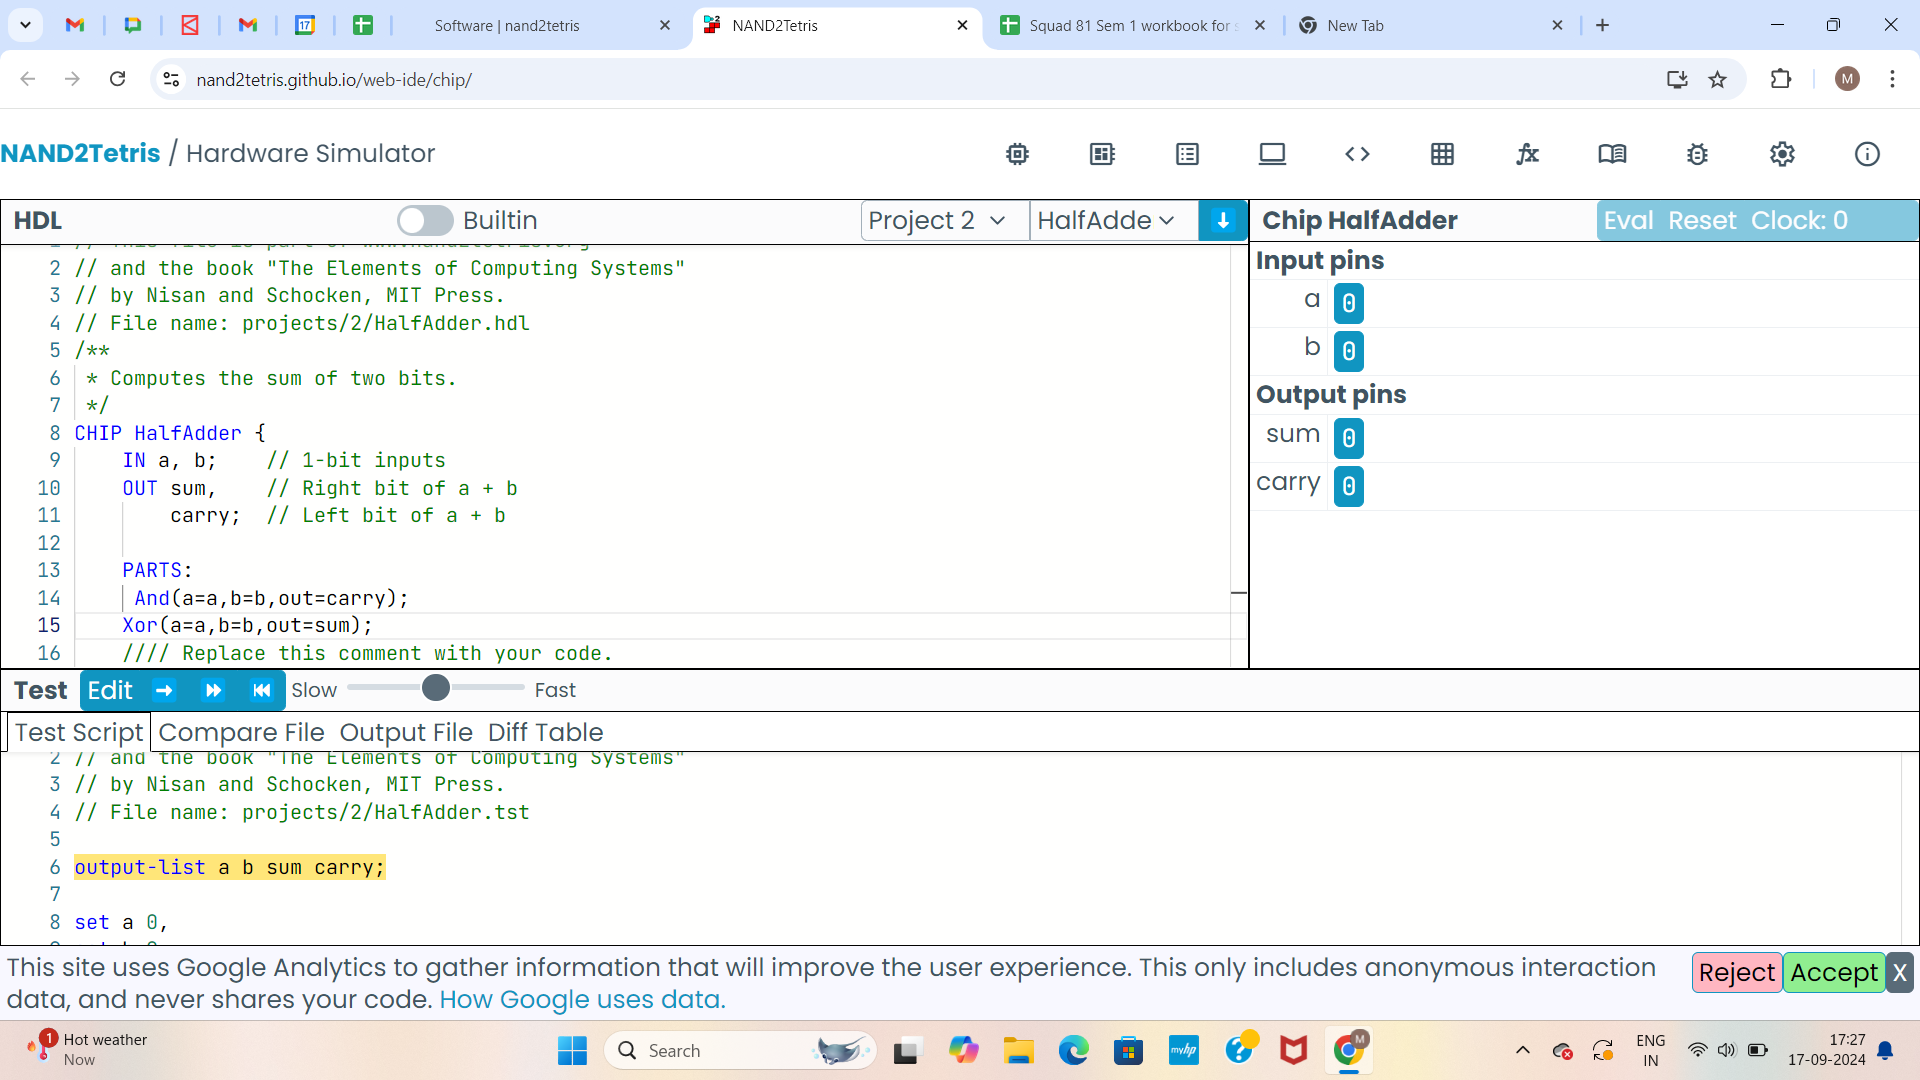 Software | nand2tetris
NAND2Tetris
Squad 81 Sem 1 workbook for s
New Tab
nand2tetris.github.io/web-ide/chip/
M
NAND2Tetris / Hardware Simulator
HDL
Builtin
Project 2
HalfAdde
Chip HalfAdder
Eval Reset Clock: 0
2 // and the book "The Elements of Computing Systems"
3 // by Nisan and Schocken, MIT Press.
4 // File name: projects/2/HalfAdder.hdl
5 /**
6 * Computes the sum of two bits.
7 */
8 CHIP HalfAdder {
9 IN a, b; // 1-bit inputs
10 OUT sum, // Right bit of a + b
11 carry; // Left bit of a + b
12
13 PARTS:
14 And(a=a,b=b,out=carry);
15 Xor(a=a,b=b,out=sum);
16 //// Replace this comment with your code.
Input pins
a 0
b 0
Output pins
sum 0
carry 0
Test Edit Slow Fast
Test Script Compare File Output File Diff Table
2 // and the book "The Elements of Computing Systems"
3 // by Nisan and Schocken, MIT Press.
4 // File name: projects/2/HalfAdder.tst
5
6 output-list a b sum carry;
7
8 set a 0,
This site uses Google Analytics to gather information that will improve the user experience. This only includes anonymous interaction
data, and never shares your code. How Google uses data.
Reject Accept X
1
Hot weather
Now
Search
myhp
M
ENG
IN
17:27
17-09-2024